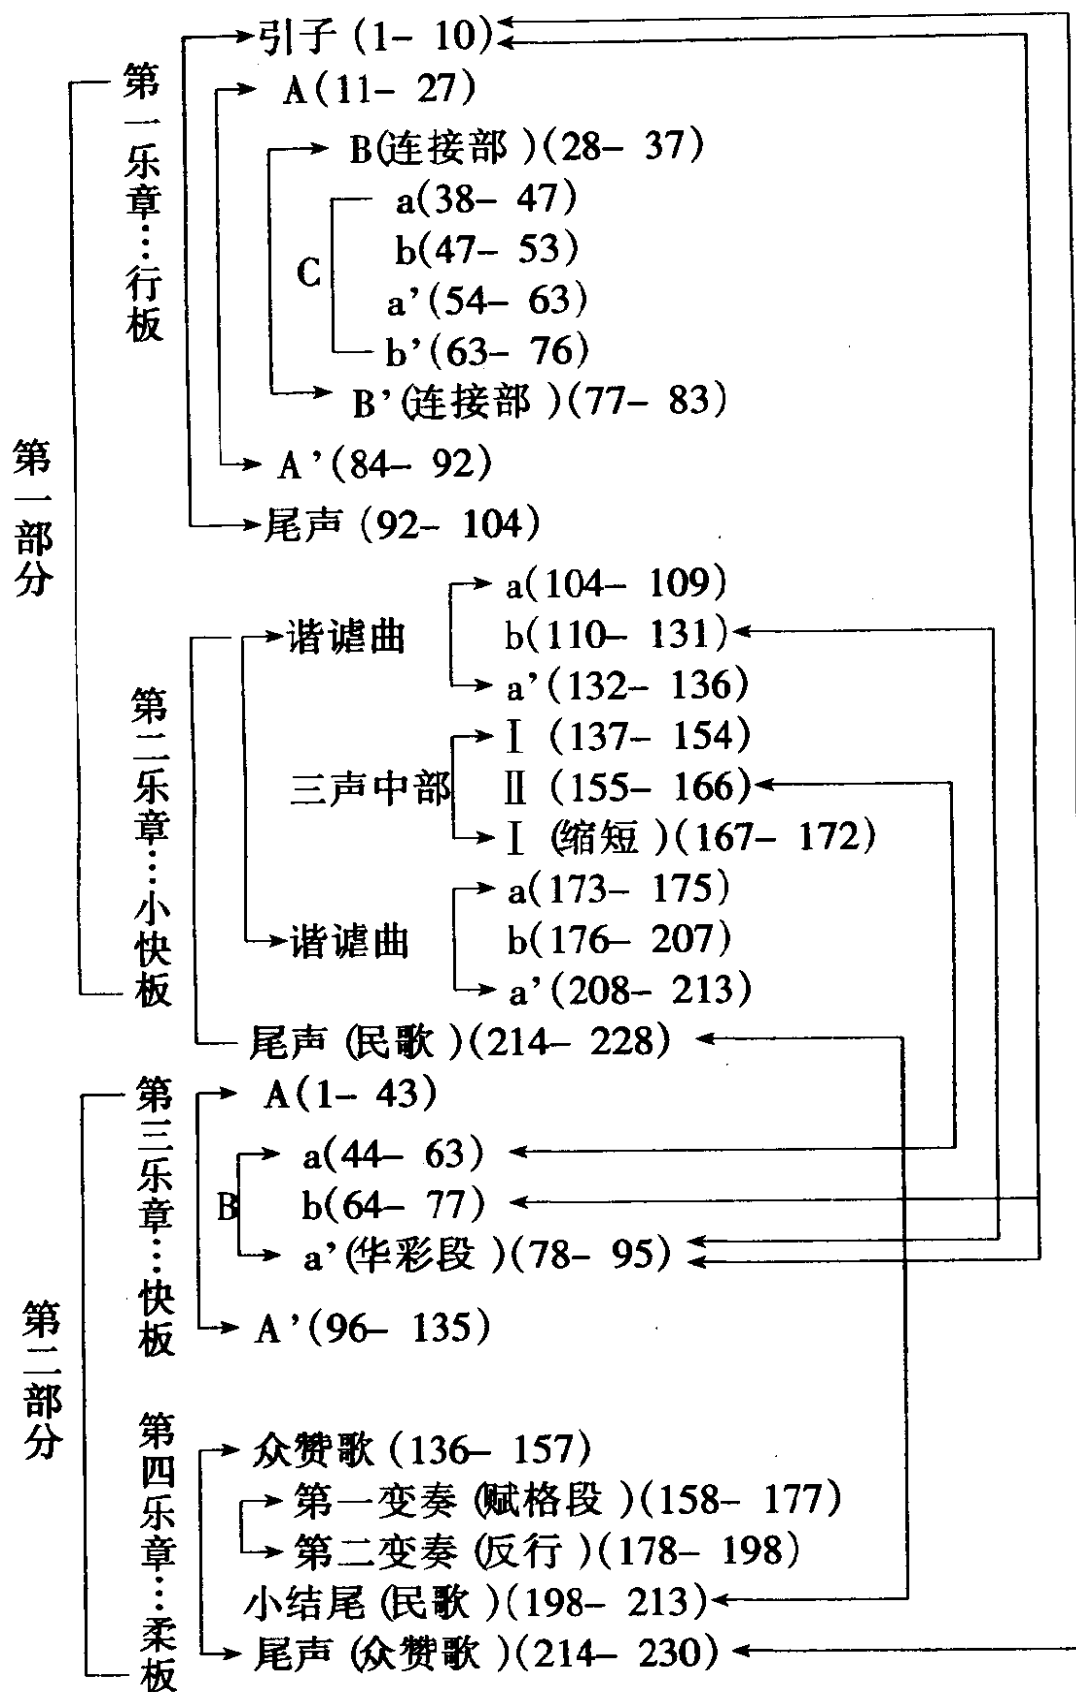 第一部分
第一乐章…行板
引子 (1- 10)
A(11- 27)
B(连接部)(28- 37)
C
a(38- 47)
b(47- 53)
a’(54- 63)
b’(63- 76)
B’(连接部)(77- 83)
A’(84- 92)
尾声 (92- 104)
第二乐章…小快板
谐谑曲
a(104- 109)
b(110- 131)
a’(132- 136)
三声中部
Ⅰ (137- 154)
Ⅱ (155- 166)
Ⅰ (缩短)(167- 172)
谐谑曲
a(173- 175)
b(176- 207)
a’(208- 213)
尾声 (民歌)(214- 228)
第二部分
第三乐章…快板
A(1- 43)
B
a(44- 63)
b(64- 77)
a’(华彩段)(78- 95)
A’(96- 135)
第四乐章…柔板
众赞歌 (136- 157)
第一变奏 (赋格段)(158- 177)
第二变奏 (反行)(178- 198)
小结尾 (民歌)(198- 213)
尾声 (众赞歌)(214- 230)